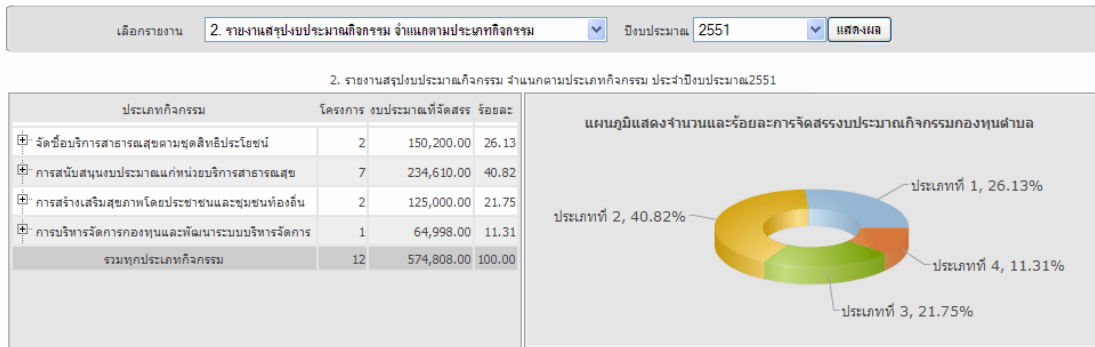 เลือกรายงาน 2. รายงานสรุปงบประมาณกิจกรรม จำแนกตามประเภทกิจกรรม ปีงบประมาณ 2551 แสดงผล
2. รายงานสรุปงบประมาณกิจกรรม จำแนกตามประเภทกิจกรรม ประจำปีงบประมาณ2551
ประเภทกิจกรรม โครงการ งบประมาณที่จัดสรร ร้อยละ
จัดซื้อบริการสาธารณสุขตามชุดสิทธิประโยชน์ 2 150,200.00 26.13
การสนับสนุนงบประมาณแก่หน่วยบริการสาธารณสุข 7 234,610.00 40.82
การสร้างเสริมสุขภาพโดยประชาชนและชุมชนท้องถิ่น 2 125,000.00 21.75
การบริหารจัดการกองทุนและพัฒนาระบบบริหารจัดการ 1 64,998.00 11.31
รวมทุกประเภทกิจกรรม 12 574,808.00 100.00
แผนภูมิแสดงจำนวนและร้อยละการจัดสรรงบประมาณกิจกรรมกองทุนตำบล
ประเภทที่ 1, 26.13%
ประเภทที่ 2, 40.82%
ประเภทที่ 4, 11.31%
ประเภทที่ 3, 21.75%